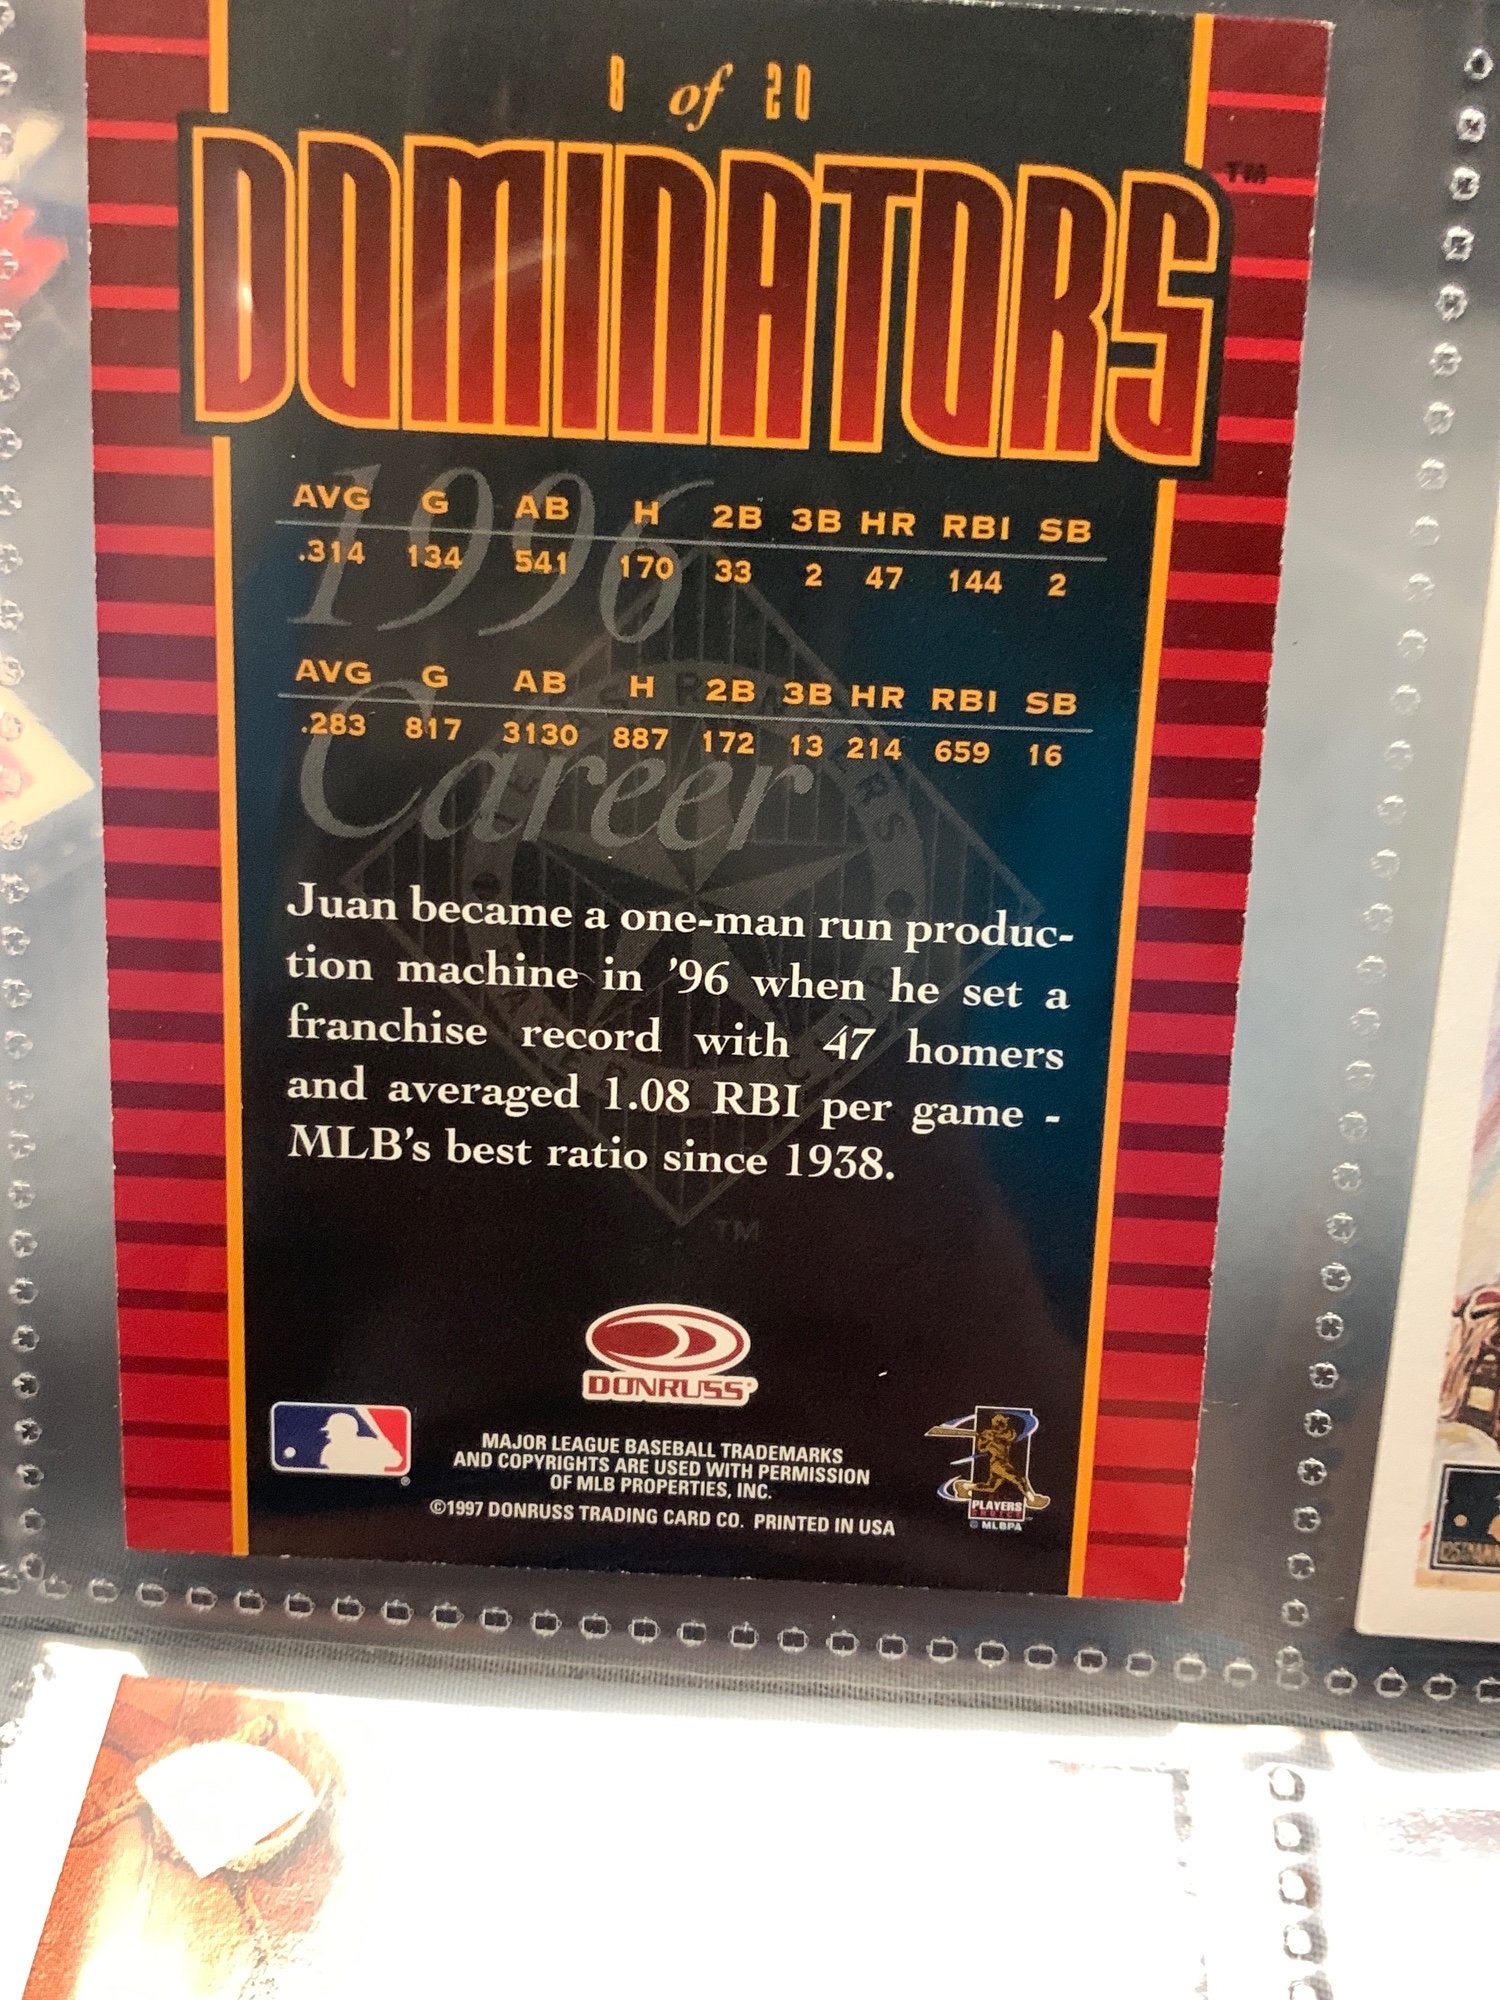 8 of 20
DOMINATORS™
1996
AVG G AB H 2B 3B HR RBI SB
.314 134 541 170 33 2 47 144 2
Career
AVG G AB H 2B 3B HR RBI SB
.283 817 3130 887 172 13 214 659 16
Juan became a one-man run produc-
tion machine in '96 when he set a
franchise record with 47 homers
and averaged 1.08 RBI per game -
MLB's best ratio since 1938.
TM
DONRUSS
MAJOR LEAGUE BASEBALL TRADEMARKS
AND COPYRIGHTS ARE USED WITH PERMISSION
OF MLB PROPERTIES, INC.
©1997 DONRUSS TRADING CARD CO. PRINTED IN USA
PLAYERS
CHOICE
© MLBPA